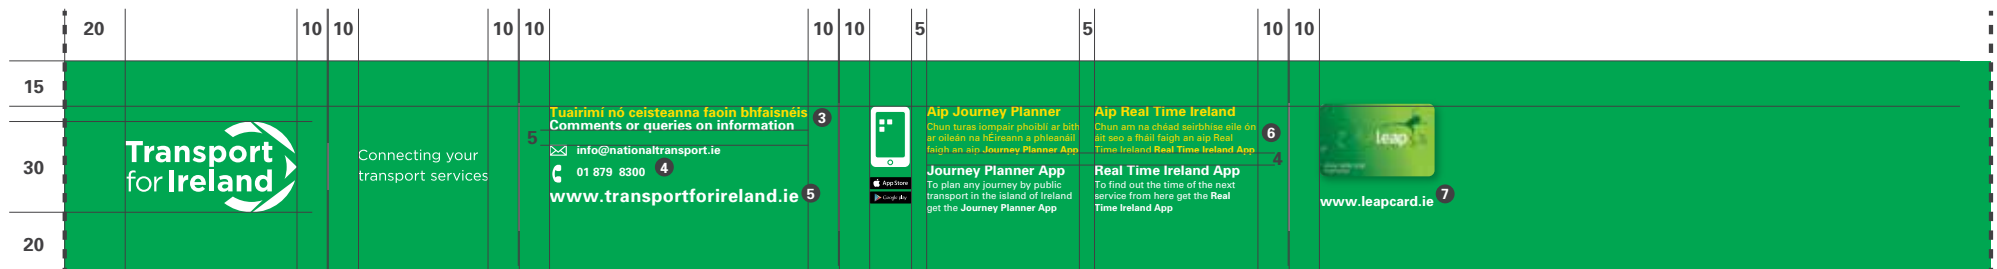 20
10
10
10
10
10
10
5
5
10
10
15
30
20
Transport
for Ireland
Connecting your
transport services
Tuairimí nó ceisteanna faoin bhfaisnéis
Comments or queries on information
3
5
info@nationaltransport.ie
01 879 8300
4
www.transportforireland.ie
5
App Store
Google play
Aip Journey Planner
Chun turas iompair phoiblí ar bith
ar oileán na hÉireann a phleanáil
faigh an aip Journey Planner App
Journey Planner App
To plan any journey by public
transport in the island of Ireland
get the Journey Planner App
Aip Real Time Ireland
Chun am na chéad seirbhíse eile ón
áit seo a fháil faigh an aip Real
Time Ireland Real Time Ireland App
6
4
Real Time Ireland App
To find out the time of the next
service from here get the Real
Time Ireland App
leap
www.leapcard.ie
7